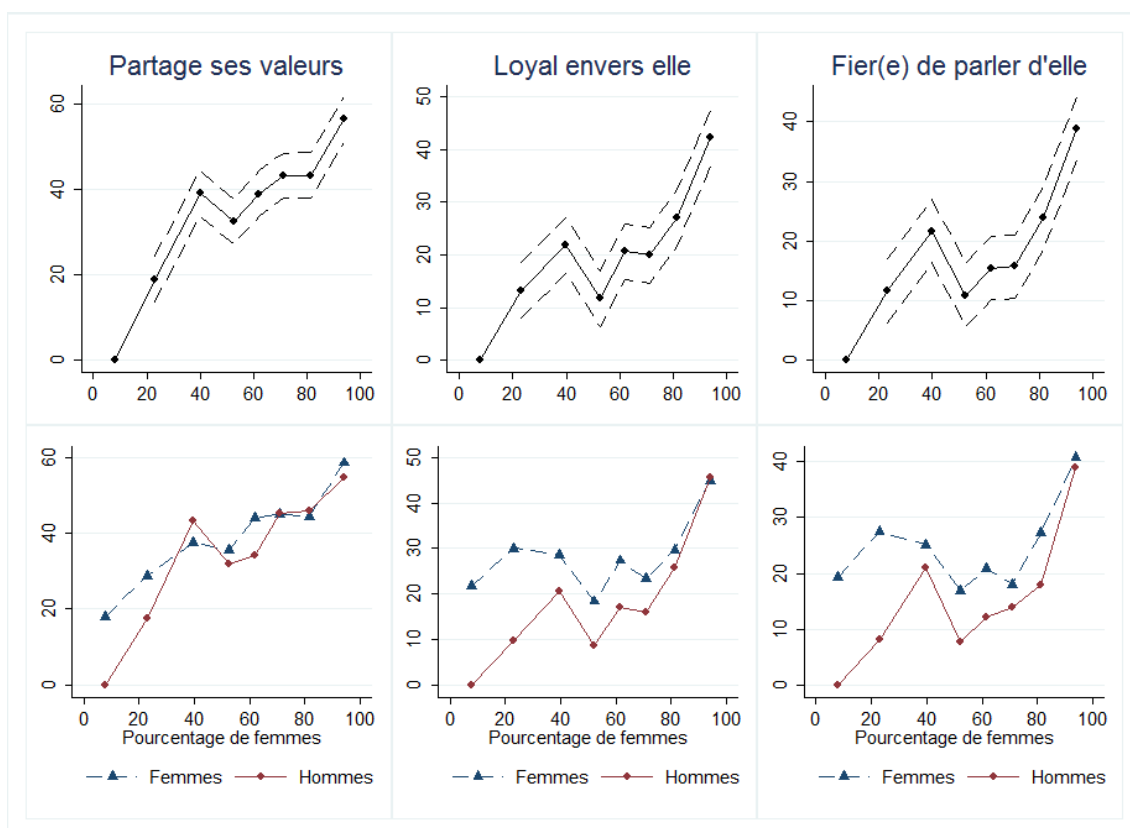 Partage ses valeurs
60
40
20
0
0 20 40 60 80 100
Loyal envers elle
50
40
30
20
10
0
0 20 40 60 80 100
Fier(e) de parler d'elle
40
30
20
10
0
0 20 40 60 80 100
60
40
20
0
0 20 40 60 80 100
Pourcentage de femmes
Femmes Hommes
50
40
30
20
10
0
0 20 40 60 80 100
Pourcentage de femmes
Femmes Hommes
40
30
20
10
0
0 20 40 60 80 100
Pourcentage de femmes
Femmes Hommes